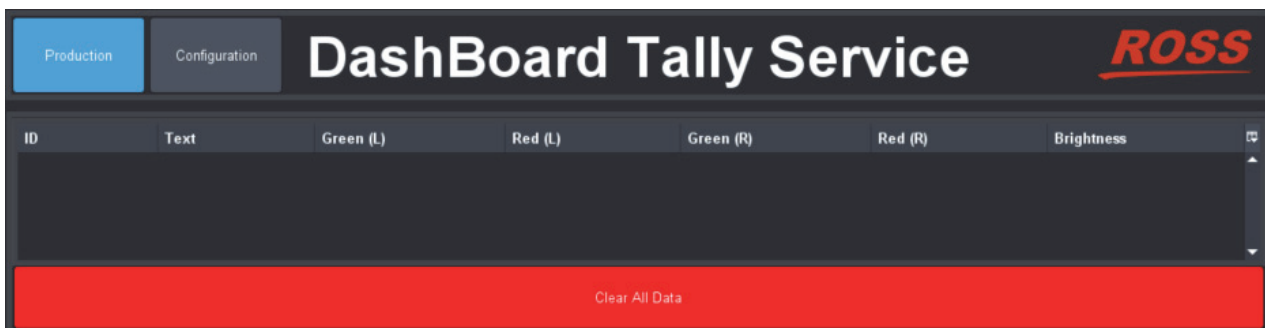 Production Configuration DashBoard Tally Service ROSS
ID Text Green (L) Red (L) Green (R) Red (R) Brightness
Clear All Data